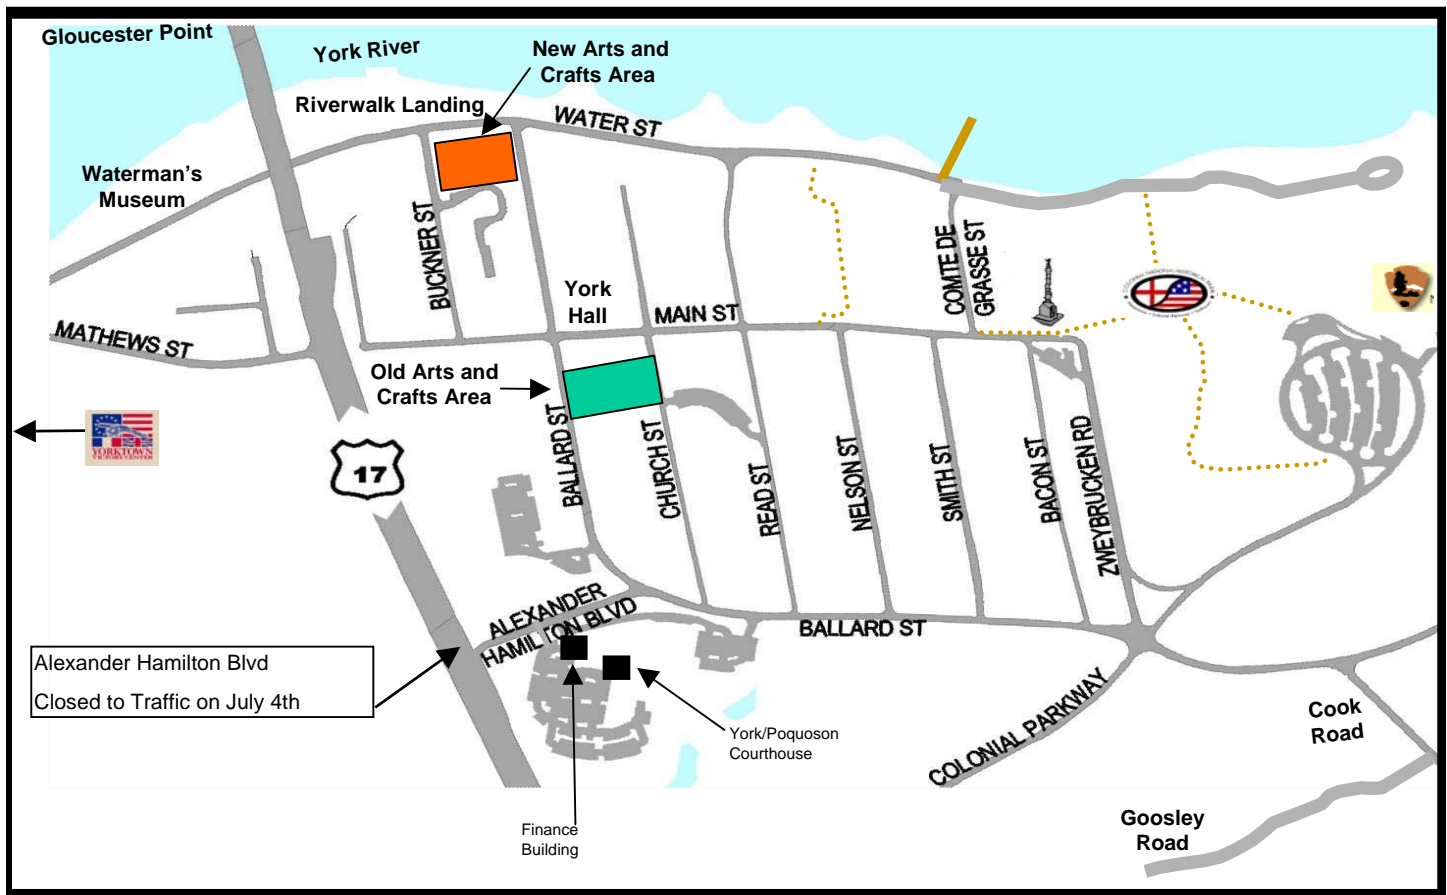 Gloucester Point
York River
New Arts and
Crafts Area
Riverwalk Landing
WATER ST
Waterman's
Museum
BUCKNER ST
COMTE DE
GRASSE ST
York
Hall
MAIN ST
MATHEWS ST
Old Arts and
Crafts Area
YORKTOWN
VICTORY CENTER
17
BALLARD ST
CHURCH ST
READ ST
NELSON ST
SMITH ST
BACON ST
ZWEYBRUCKEN RD
ALEXANDER
HAMILTON BLVD
BALLARD ST
Alexander Hamilton Blvd
Closed to Traffic on July 4th
COLONIAL PARKWAY
York/Poquoson
Courthouse
Cook
Road
Finance
Building
Goosley
Road